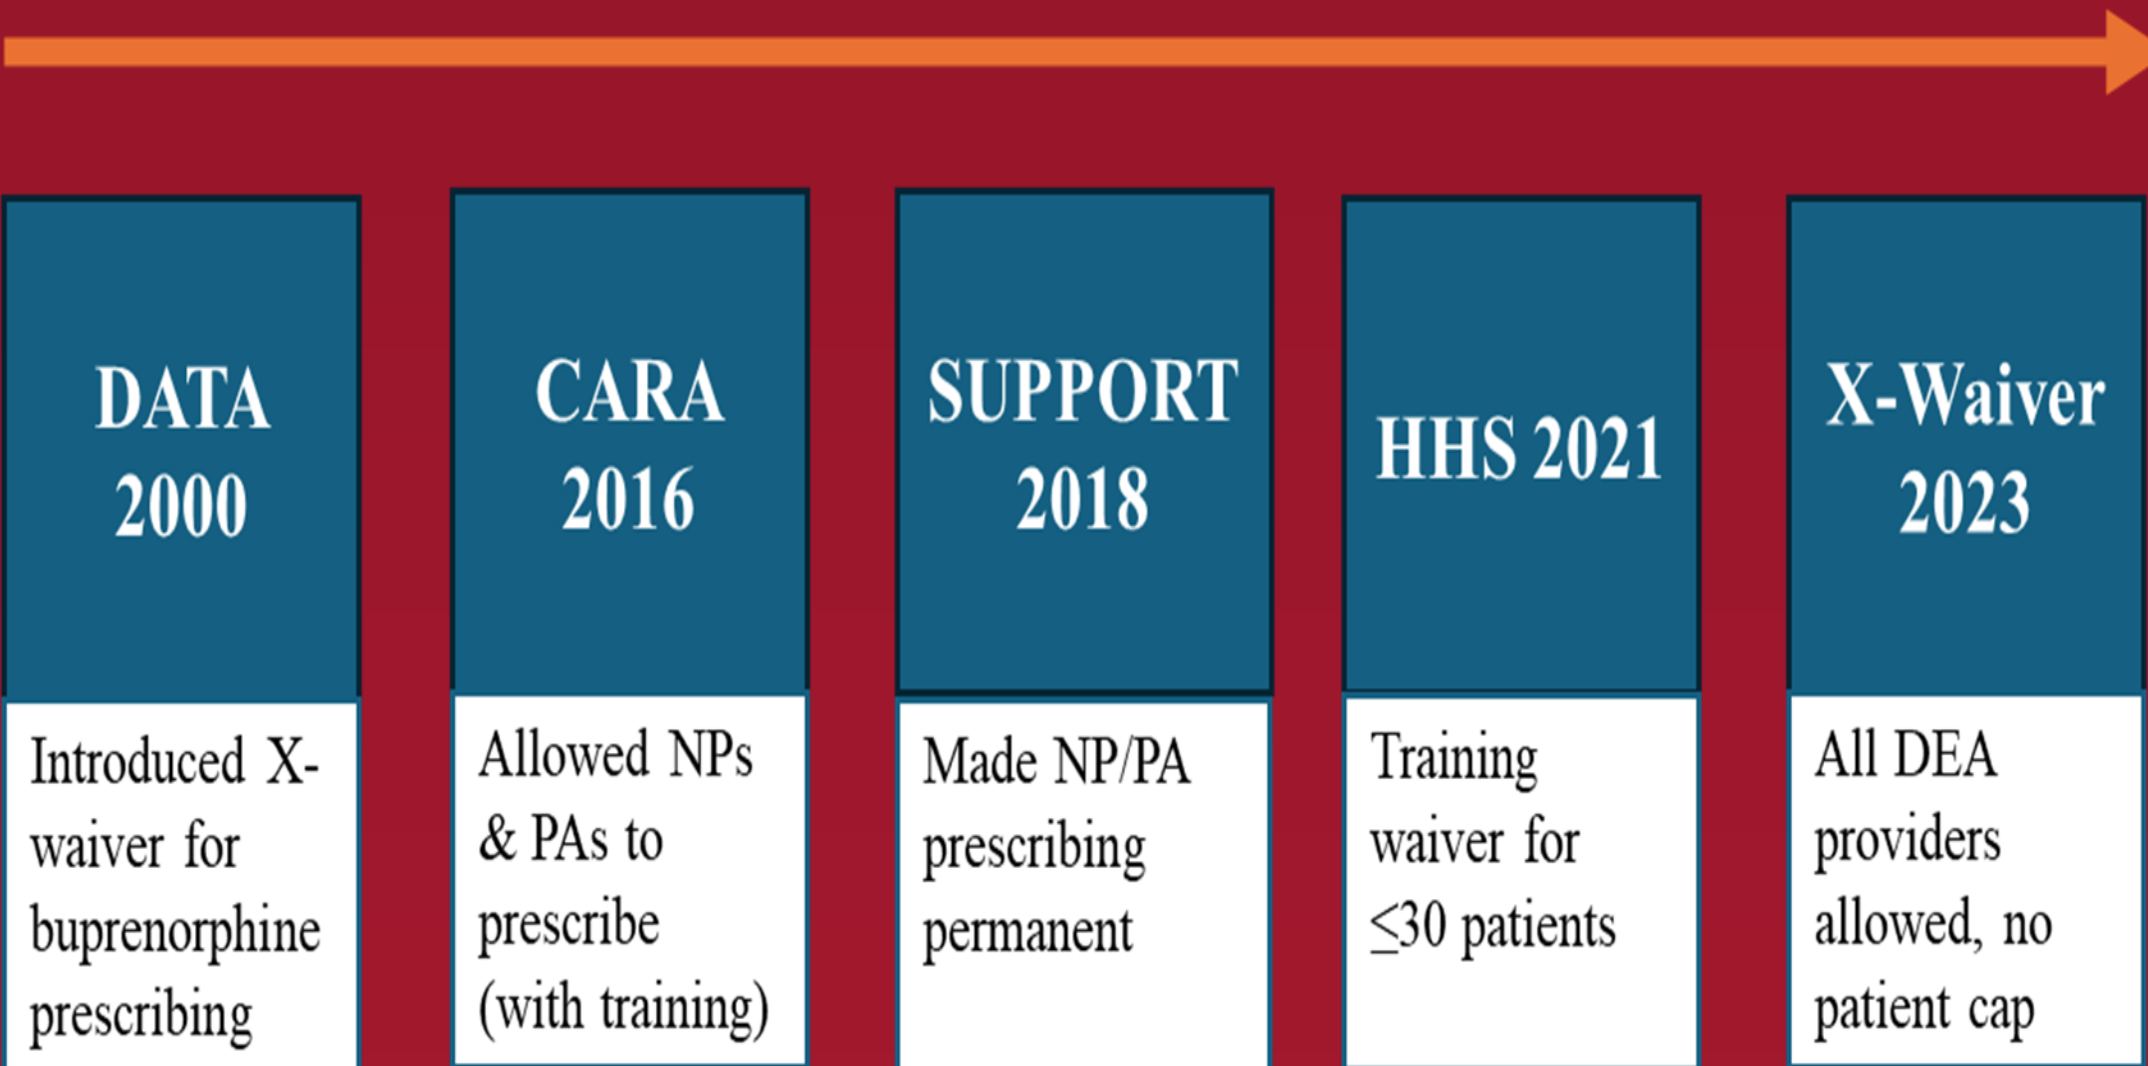 DATA
2000
Introduced X-
waiver for
buprenorphine
prescribing
CARA
2016
Allowed NPs
& PAs to
prescribe
(with training)
SUPPORT
2018
Made NP/PA
prescribing
permanent
HHS 2021
Training
waiver for
≤30 patients
X-Waiver
2023
All DEA
providers
allowed, no
patient cap